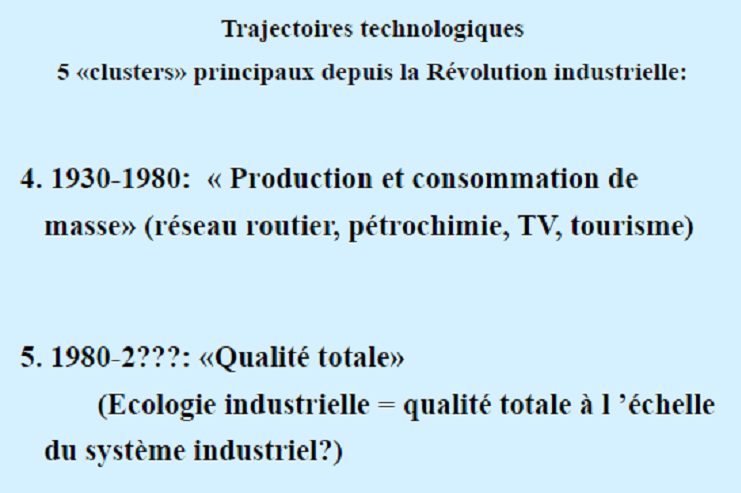 Trajectoires technologiques
5 «clusters» principaux depuis la Révolution industrielle:
4. 1930-1980: « Production et consommation de
masse» (réseau routier, pétrochimie, TV, tourisme)
5. 1980-2???: «Qualité totale»
(Ecologie industrielle = qualité totale à l ’échelle
du système industriel?)